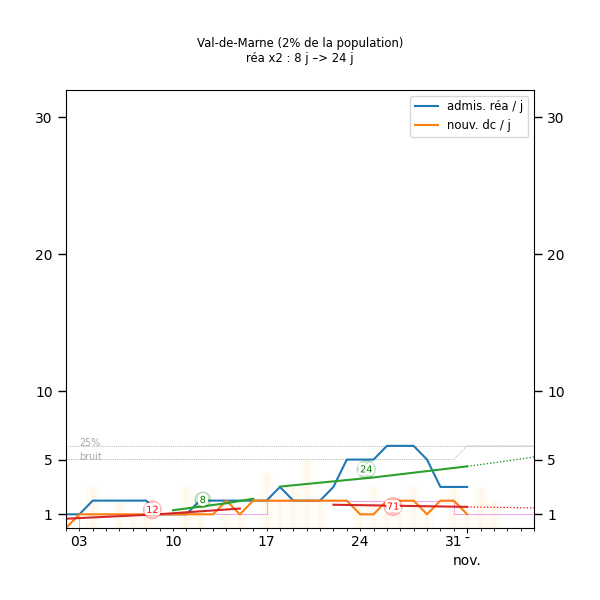 Val-de-Marne (2% de la population)
réa x2 : 8 j –> 24 j
admis. réa / j
nouv. dc / j
30 30
20 20
10 10
25%
bruit
5 5
24
8
12
71
1 1
03 10 17 24 31
nov.